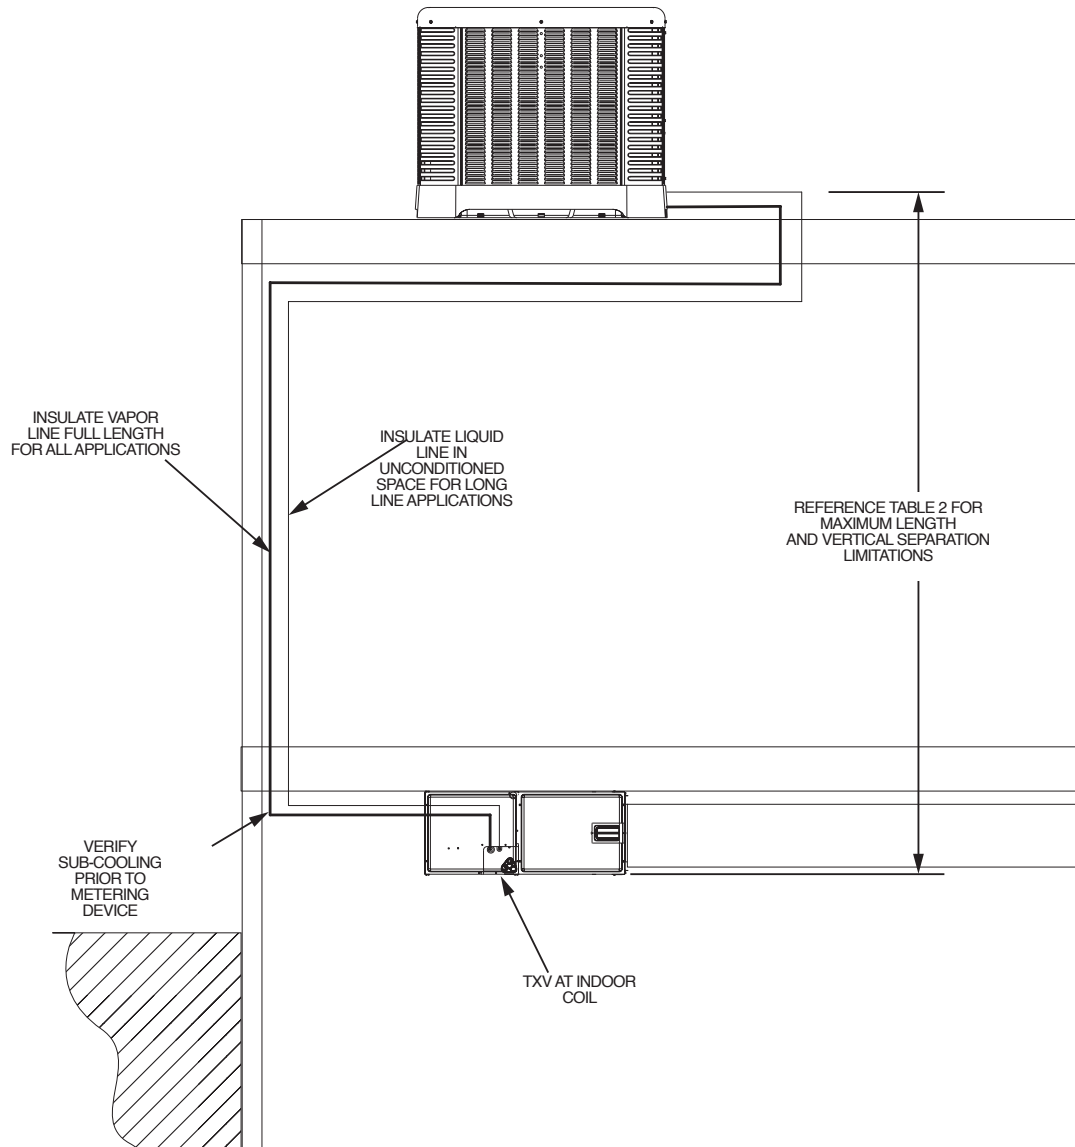 INSULATE VAPOR
LINE FULL LENGTH
FOR ALL APPLICATIONS
INSULATE LIQUID
LINE IN
UNCONDITIONED
SPACE FOR LONG
LINE APPLICATIONS
REFERENCE TABLE 2 FOR
MAXIMUM LENGTH
AND VERTICAL SEPARATION
LIMITATIONS
VERIFY
SUB-COOLING
PRIOR TO
METERING
DEVICE
TXV AT INDOOR
COIL